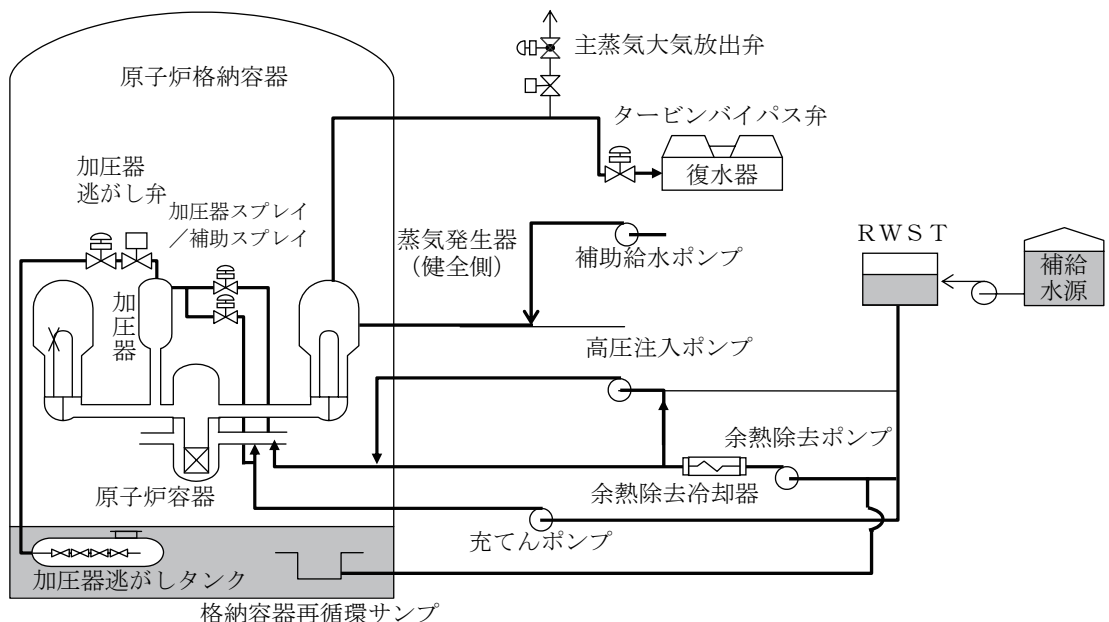 主蒸気大気放出弁
原子炉格納容器
タービンバイパス弁
復水器
加圧器
逃がし弁
加圧器スプレイ
／補助スプレイ
蒸気発生器
（健全側）
補助給水ポンプ
ＲＷＳＴ
補給
水源
加圧器
高圧注入ポンプ
余熱除去ポンプ
原子炉容器
余熱除去冷却器
充てんポンプ
加圧器逃がしタンク
格納容器再循環サンプ